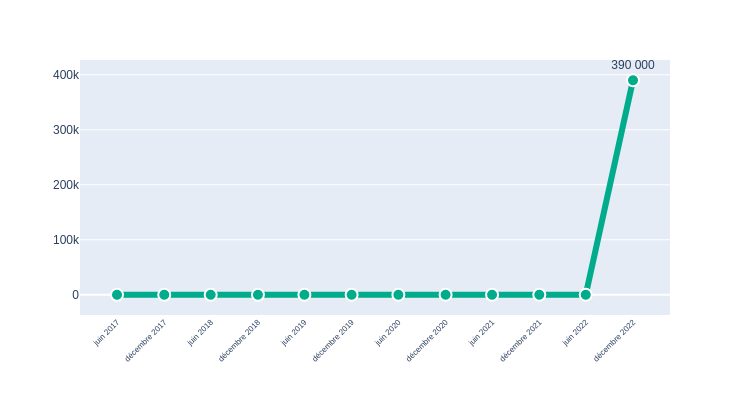 390 000
400k
300k
200k
100k
0
juin 2017
décembre 2017
juin 2018
décembre 2018
juin 2019
décembre 2019
juin 2020
décembre 2020
juin 2021
décembre 2021
juin 2022
décembre 2022